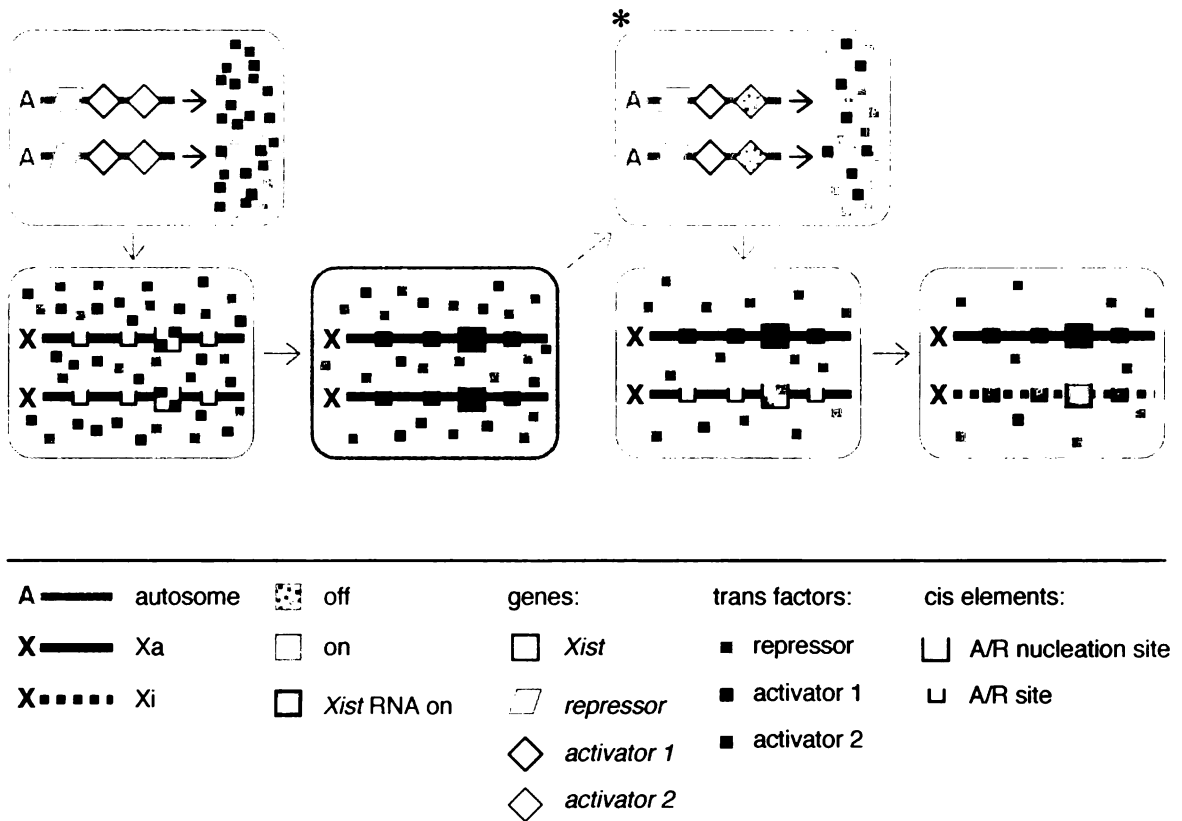 *
A
A
A
A
X
X
X
X
X
X
X
X
A autosome
X Xa
X Xi
off
on
Xist RNA on
genes:
Xist
repressor
activator 1
activator 2
trans factors:
repressor
activator 1
activator 2
cis elements:
A/R nucleation site
A/R site